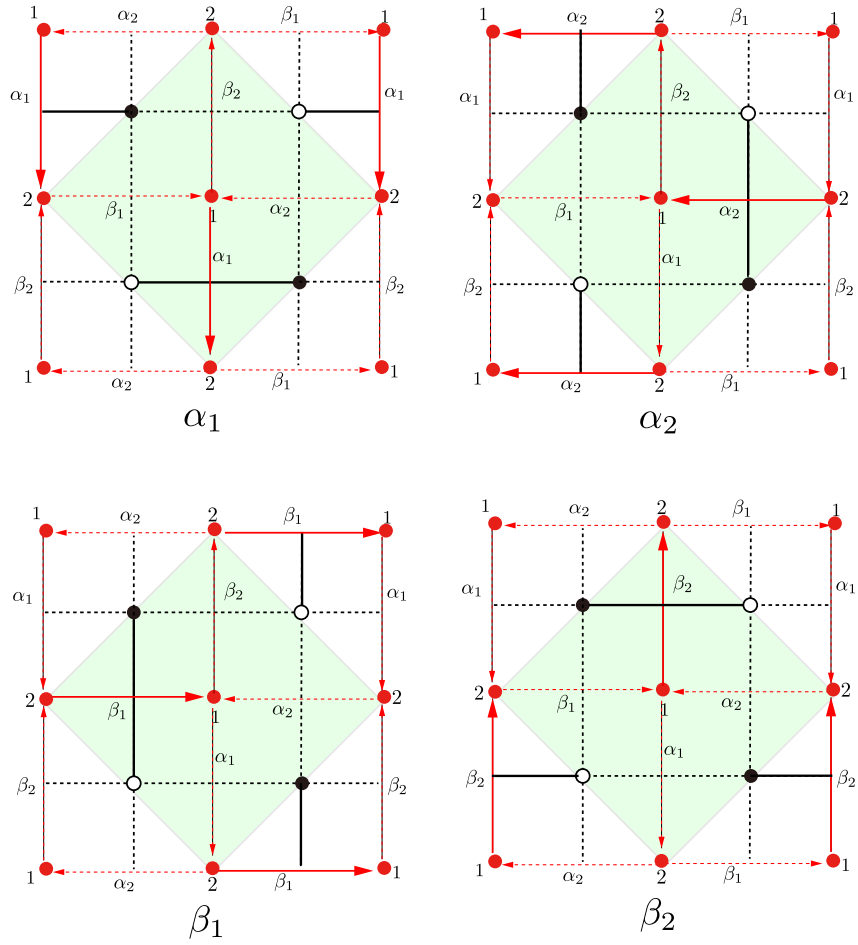 1 α₂ 2 β₁ 1
α₁ β₂ α₁
2 β₁ 1 α₂ 2
α₁
β₂ β₂
1 α₂ 2 β₁ 1
α₁
1 α₂ 2 β₁ 1
α₁ β₂ α₁
2 β₁ 1 α₂ 2
α₁
β₂ β₂
1 α₂ 2 β₁ 1
α₂
1 α₂ 2 β₁ 1
α₁ β₂ α₁
2 β₁ 1 α₂ 2
α₁
β₂ β₂
1 α₂ 2 β₁ 1
β₁
1 α₂ 2 β₁ 1
α₁ β₂ α₁
2 β₁ 1 α₂ 2
α₁
β₂ β₂
1 α₂ 2 β₁ 1
β₂